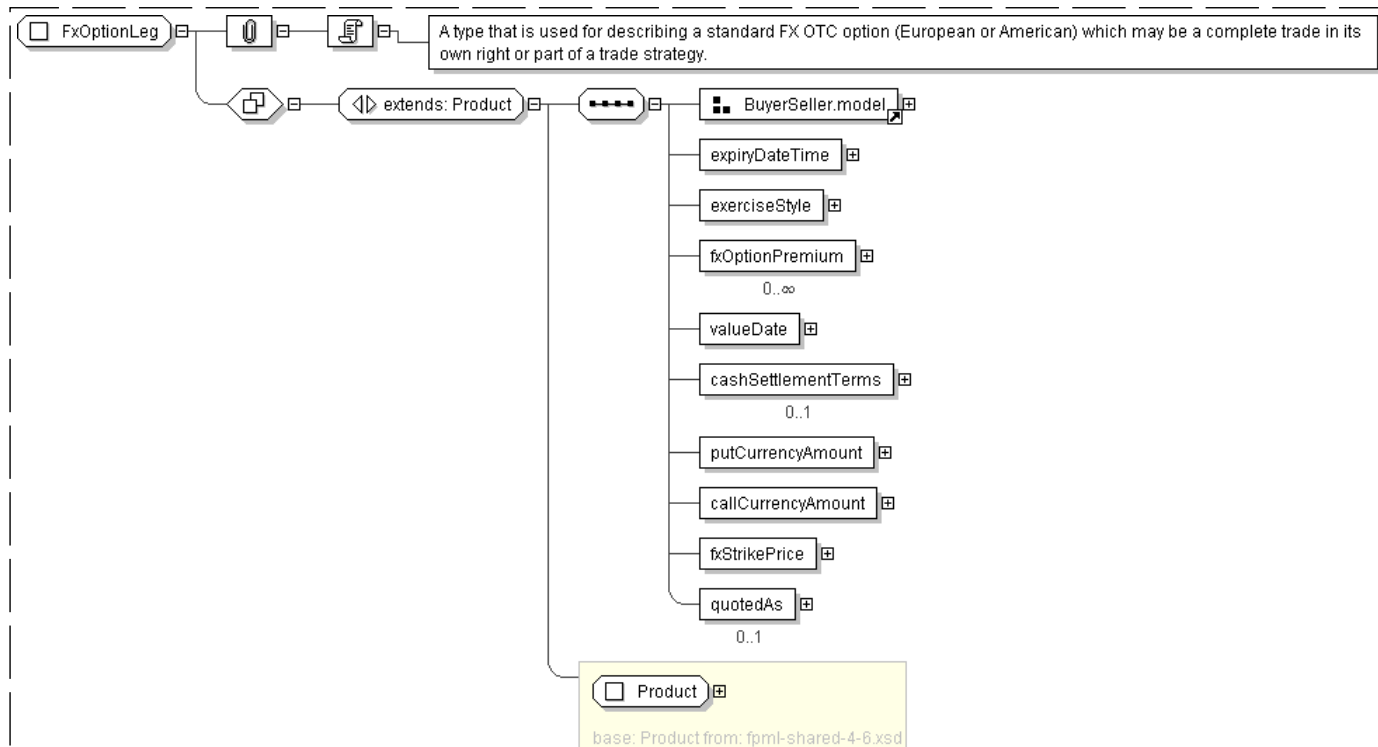 FxOptionLeg
A type that is used for describing a standard FX OTC option (European or American) which may be a complete trade in its
own right or part of a trade strategy.
extends: Product
BuyerSeller.model
expiryDateTime
exerciseStyle
fxOptionPremium
0..∞
valueDate
cashSettlementTerms
0..1
putCurrencyAmount
callCurrencyAmount
fxStrikePrice
quotedAs
0..1
Product
base: Product from: fpml-shared-4-6.xsd